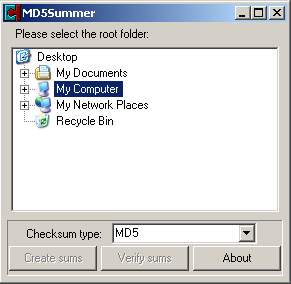 MD5Summer
Please select the root folder:
Desktop
My Documents
My Computer
My Network Places
Recycle Bin
Checksum type: MD5
Create sums Verify sums About